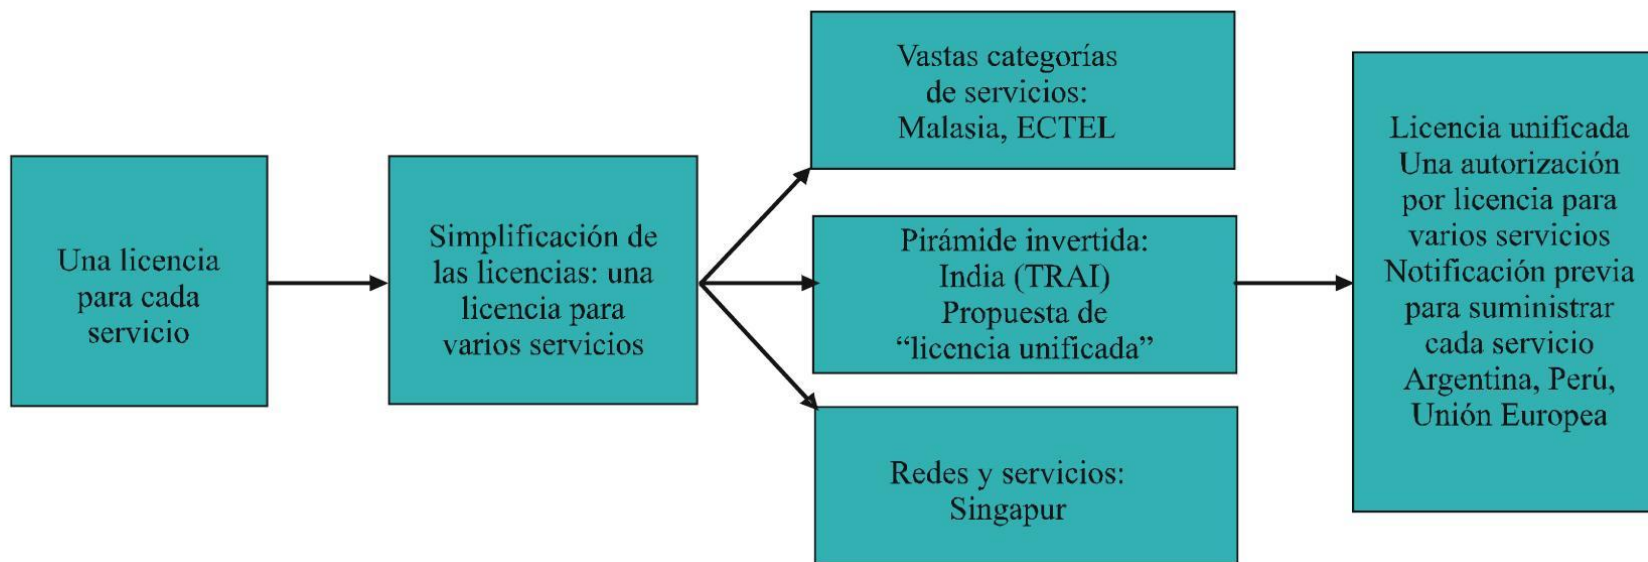 Una licencia
para cada
servicio
Simplificación de
las licencias: una
licencia para
varios servicios
Vastas categorías
de servicios:
Malasia, ECTEL
Pirámide invertida:
India (TRAI)
Propuesta de
“licencia unificada”
Redes y servicios:
Singapur
Licencia unificada
Una autorización
por licencia para
varios servicios
Notificación previa
para suministrar
cada servicio
Argentina, Perú,
Unión Europea